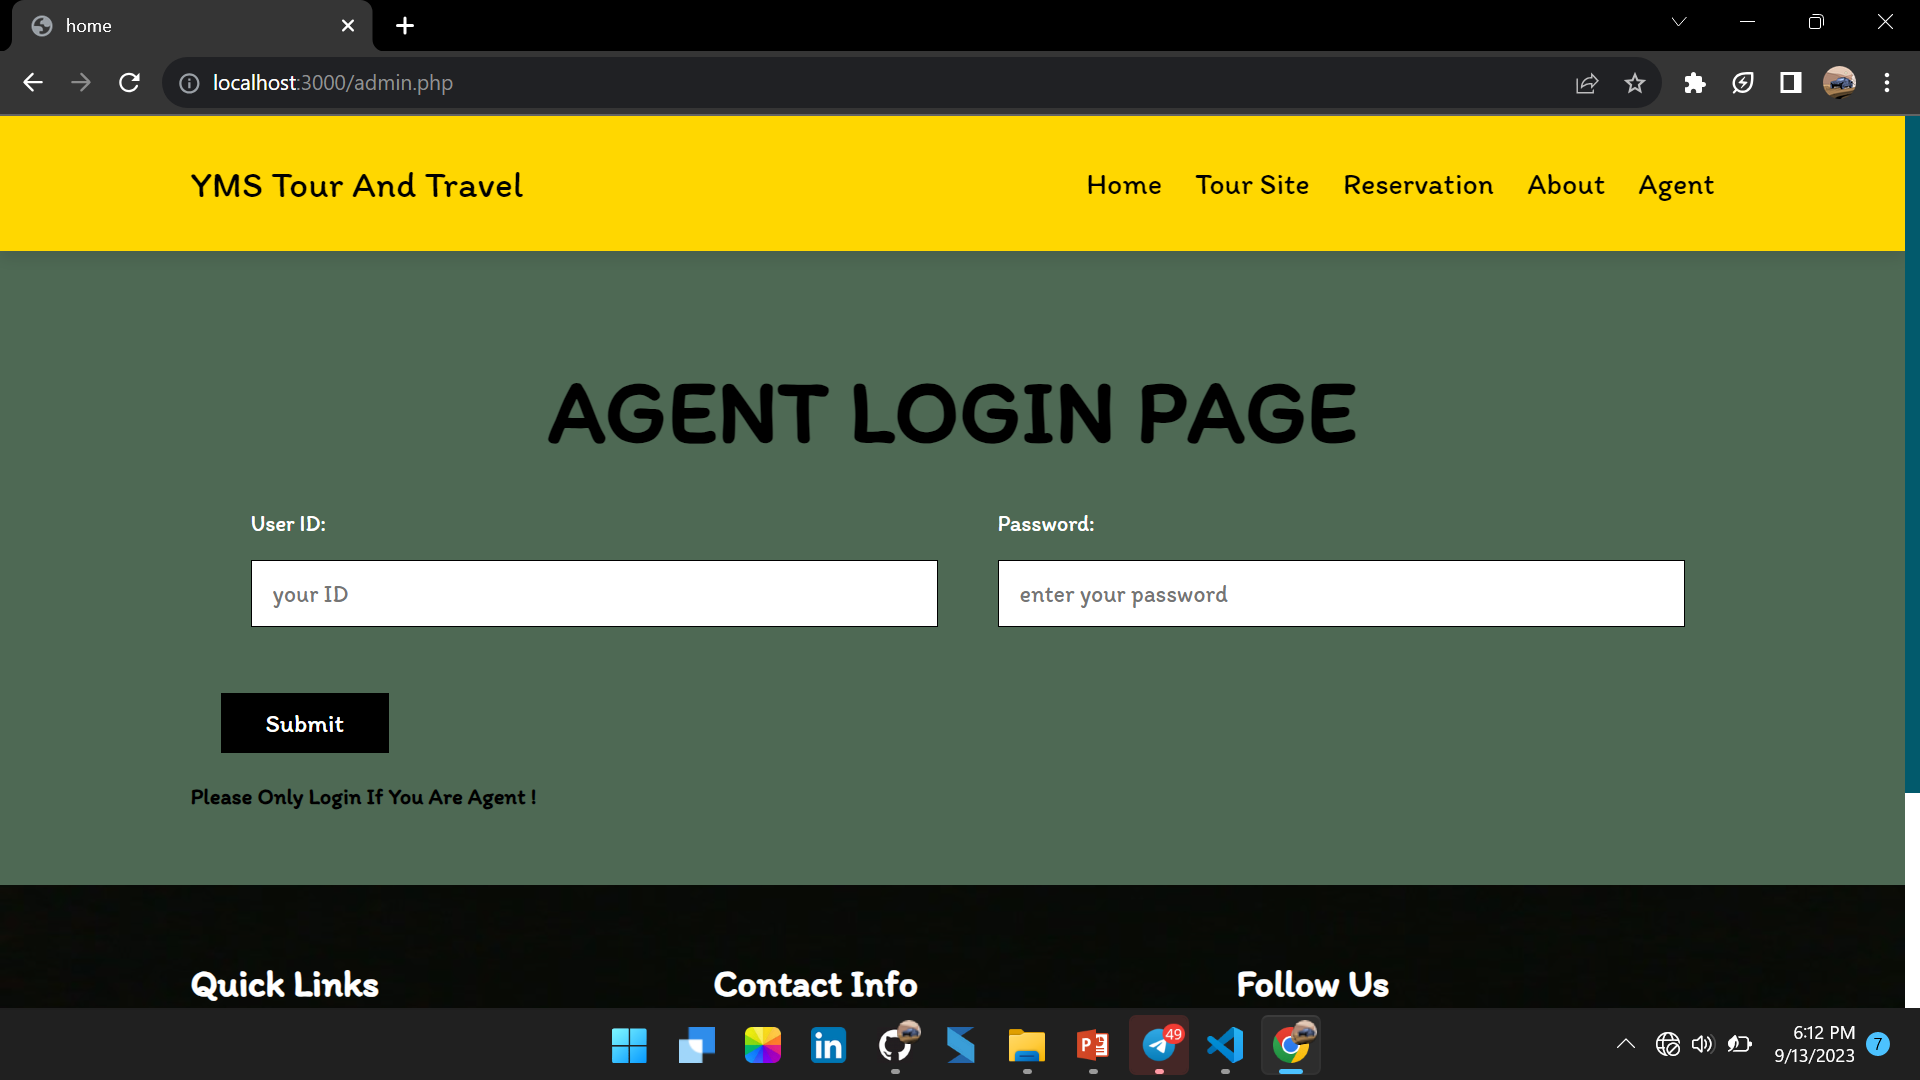 home
localhost:3000/admin.php
YMS Tour And Travel
Home Tour Site Reservation About Agent
AGENT LOGIN PAGE
User ID: Password:
your ID enter your password
Submit
Please Only Login If You Are Agent !
Quick Links Contact Info Follow Us
in
P
49
6:12 PM
9/13/2023
7